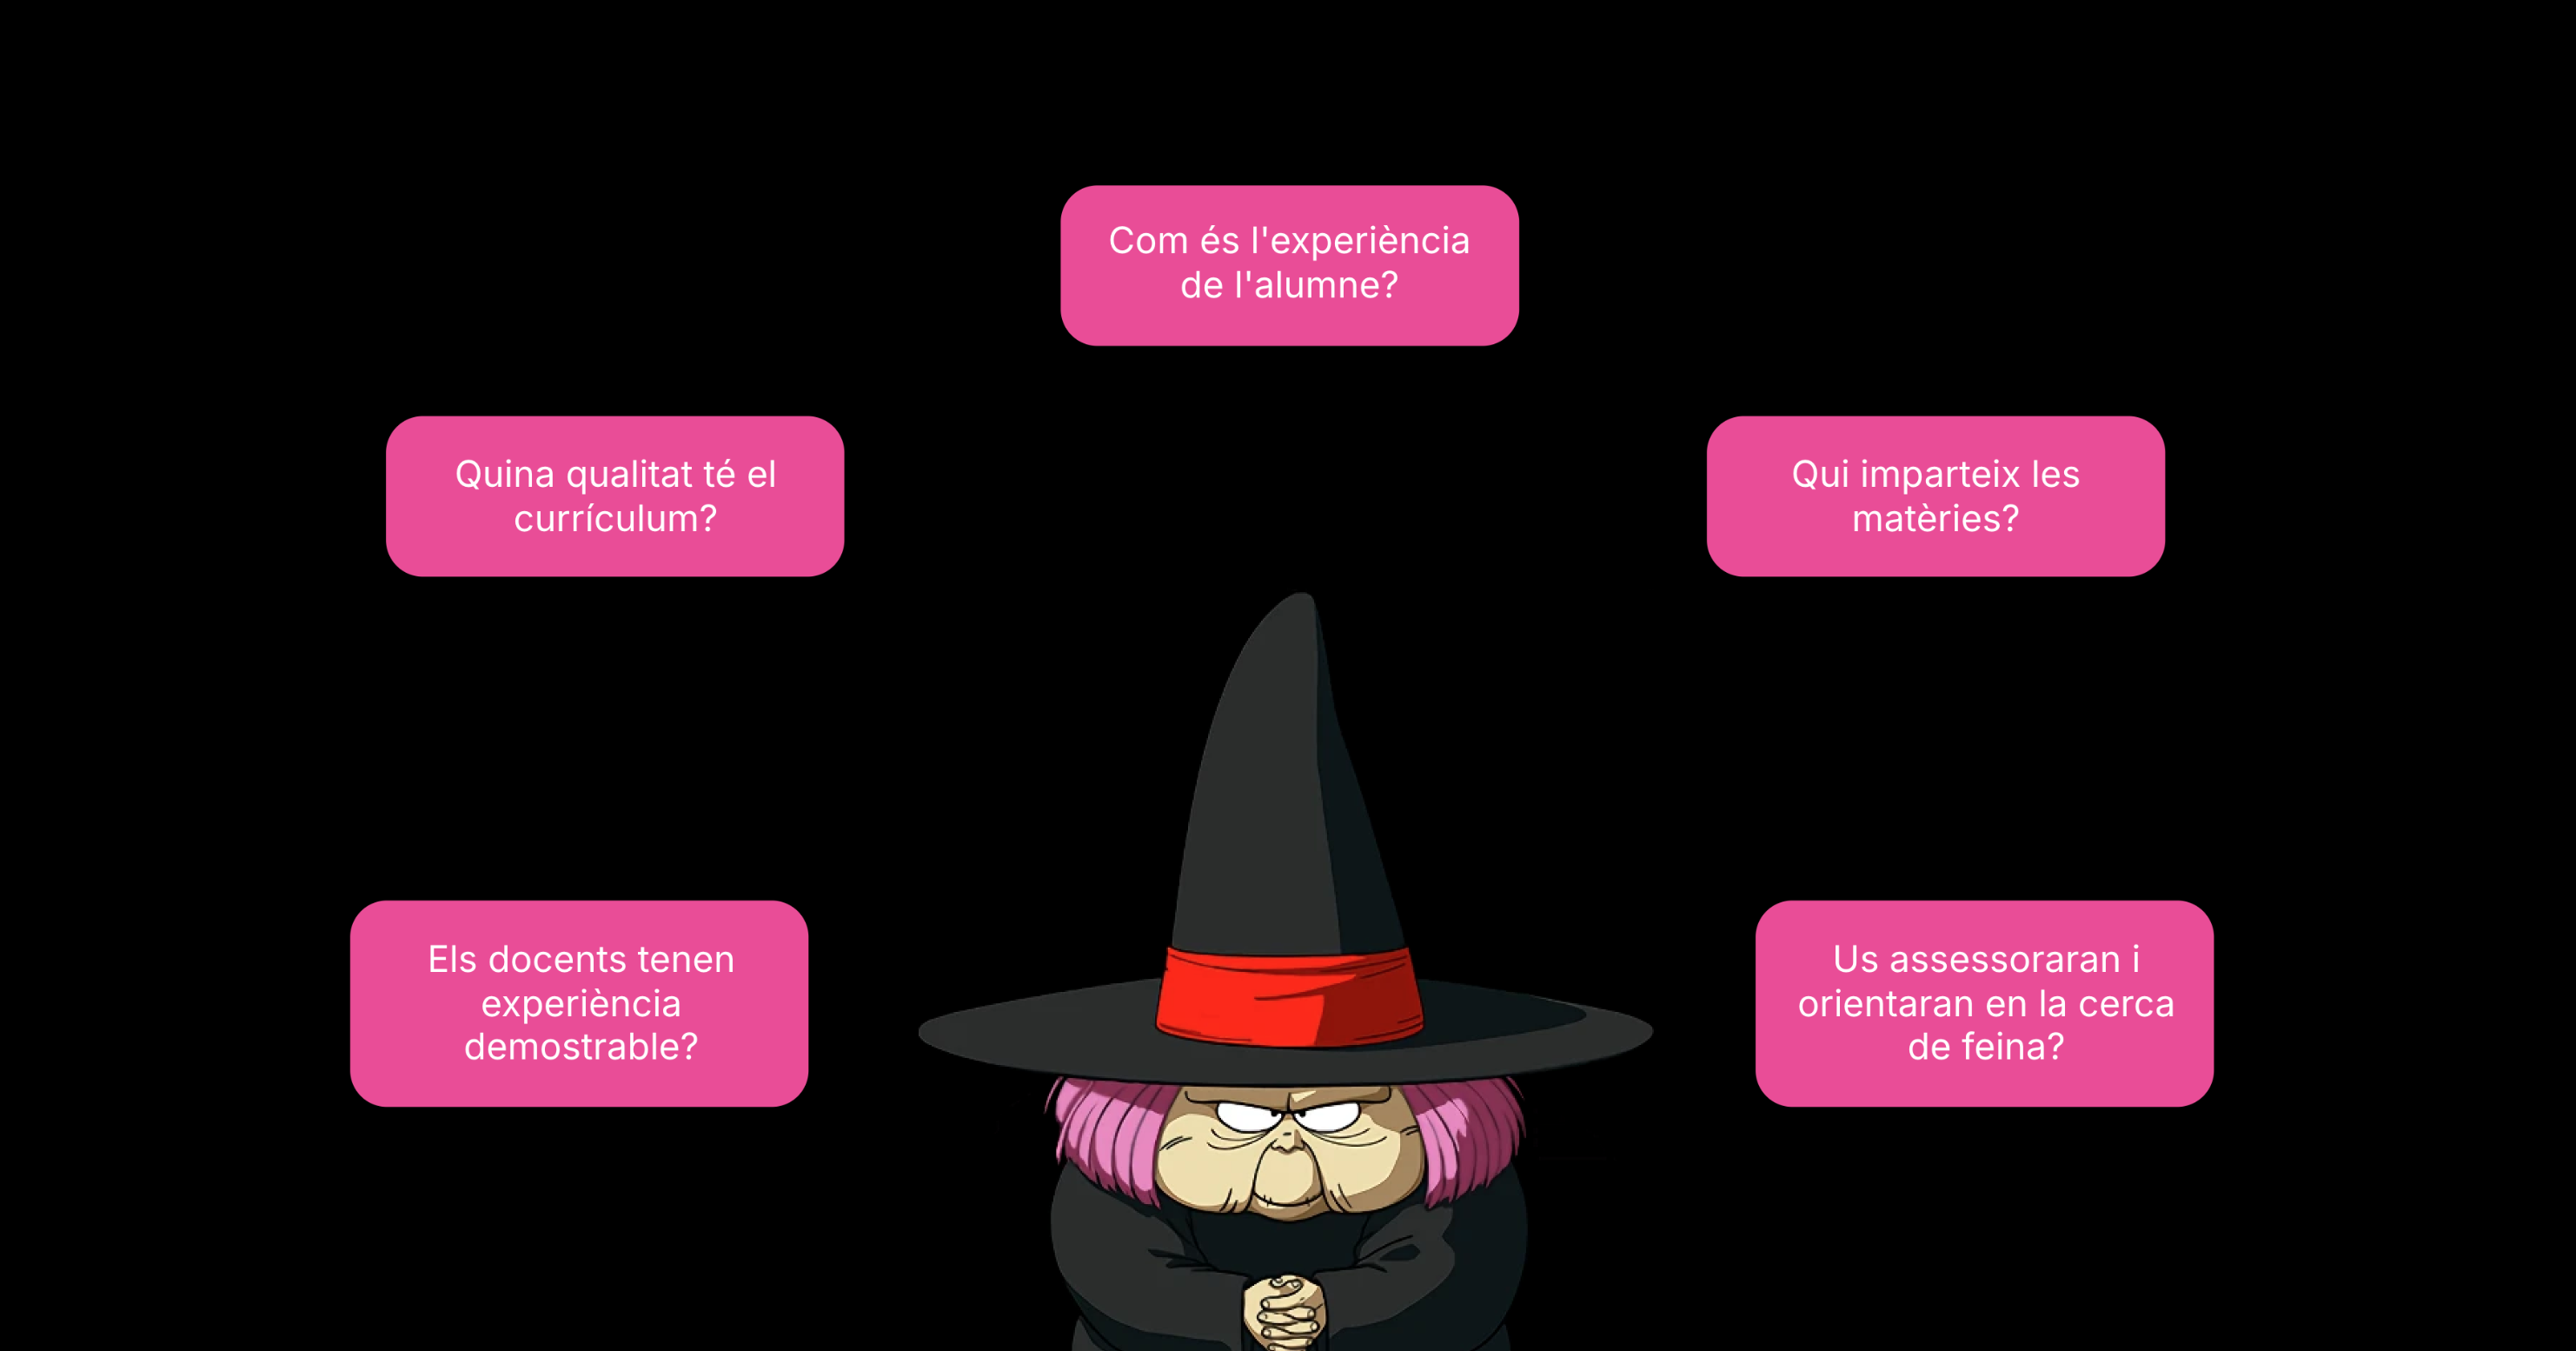 Com és l'experiència
de l'alumne?
Quina qualitat té el
currículum?
Qui imparteix les
matèries?
Els docents tenen
experiència
demostrable?
Us assessoraran i
orientaran en la cerca
de feina?